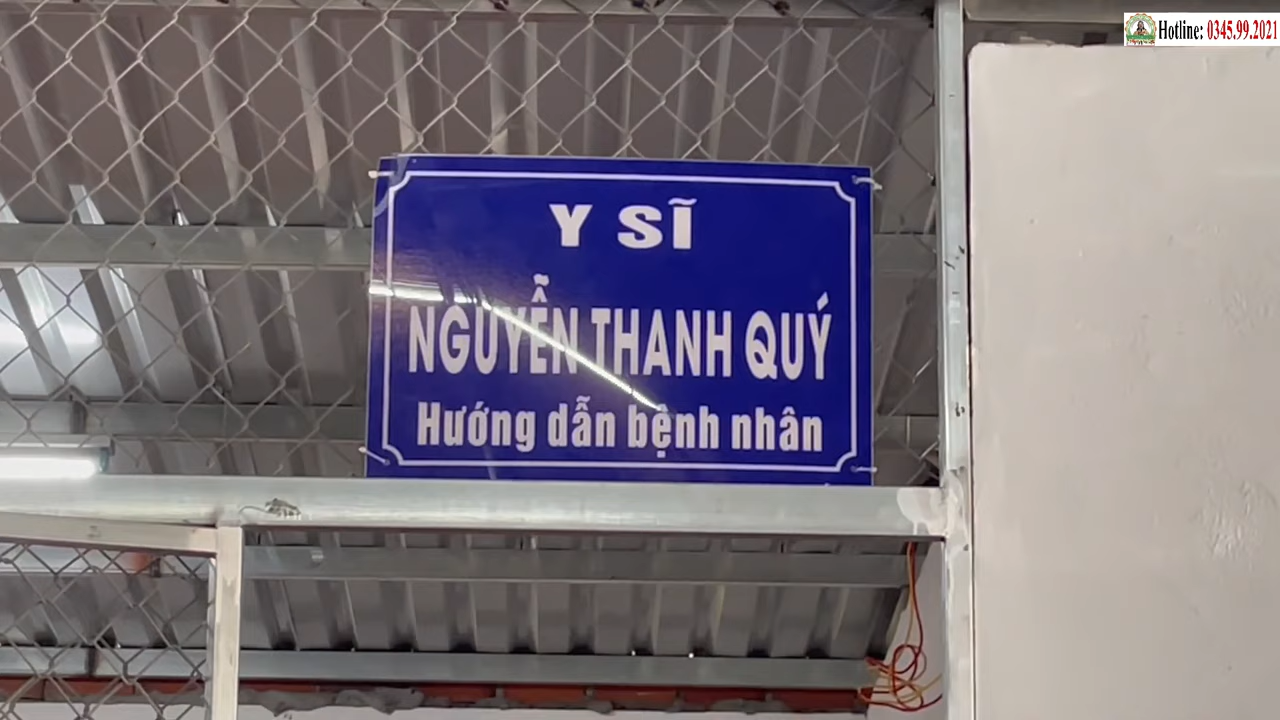 Hotline: 0345.99.2021
Y SĨ
NGUYỄN THANH QUÝ
Hướng dẫn bệnh nhân